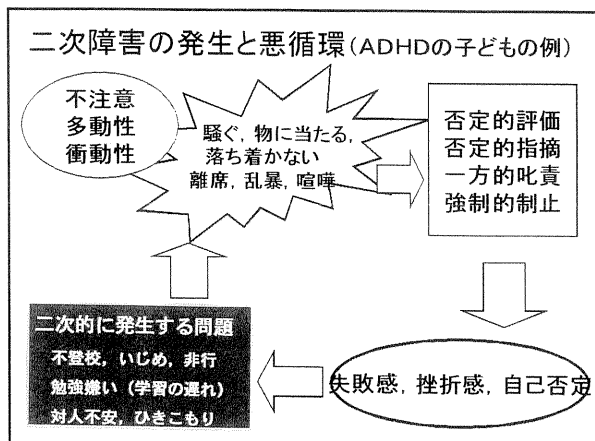 二次障害の発生と悪循環(ADHDの子どもの例)
不注意
多動性
衝動性
騒ぐ，物に当たる，
落ち着かない
離席，乱暴，喧嘩
否定的評価
否定的指摘
一方的叱責
強制的制止
失敗感，挫折感，自己否定
二次的に発生する問題
不登校，いじめ，非行
勉強嫌い（学習の遅れ）
対人不安，ひきこもり